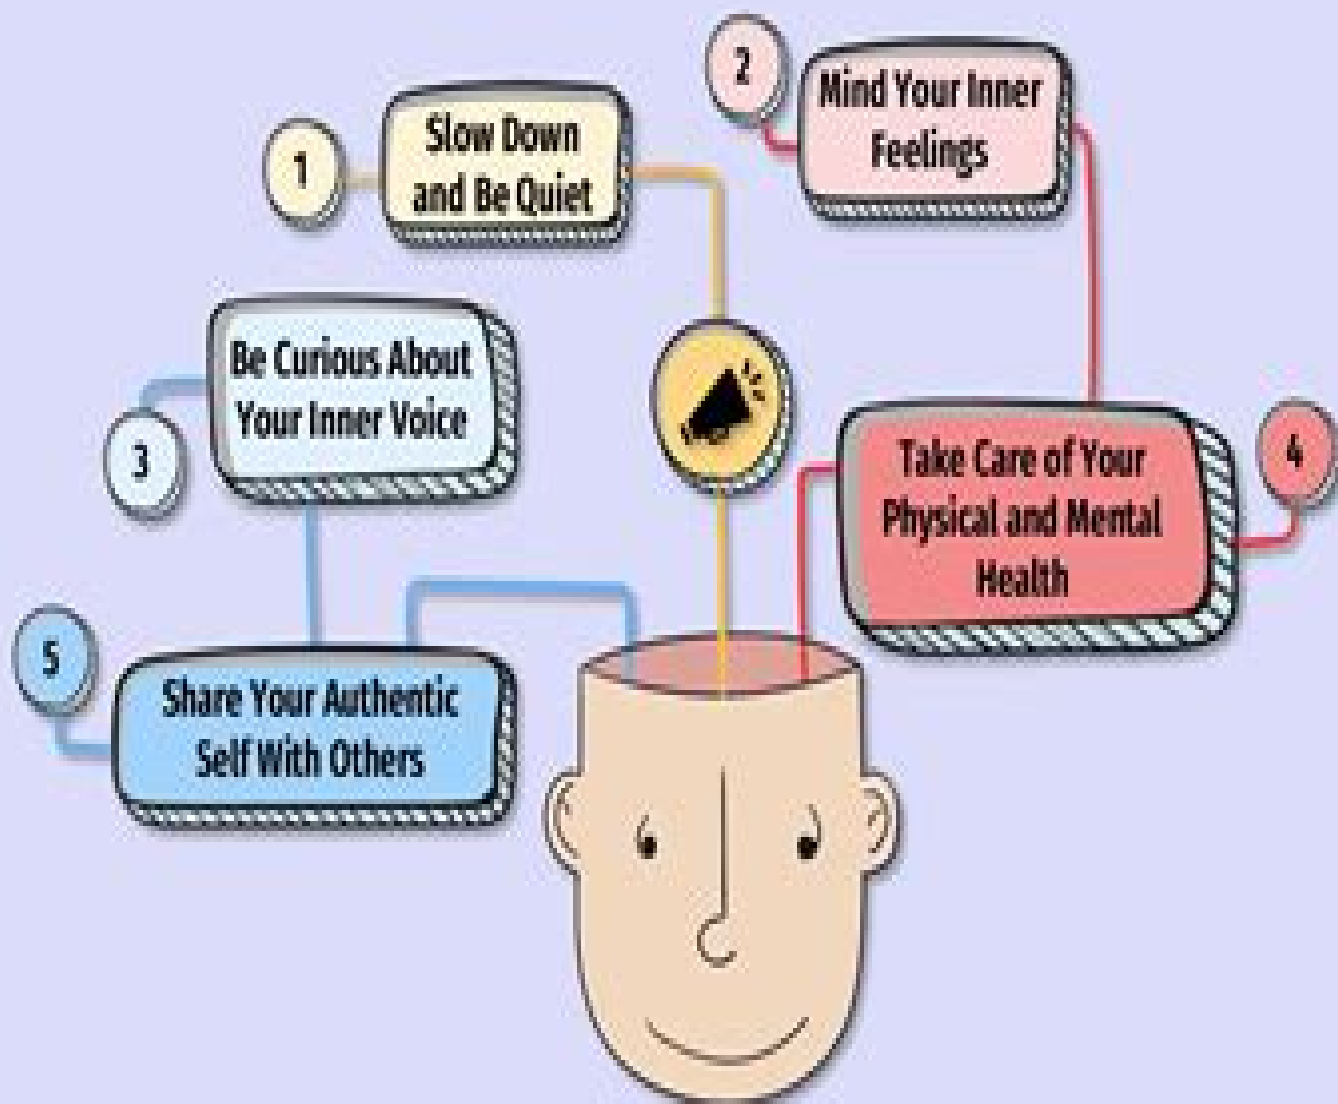 1
Slow Down
and Be Quiet
2
Mind Your Inner
Feelings
3
Be Curious About
Your Inner Voice
4
Take Care of Your
Physical and Mental
Health
5
Share Your Authentic
Self With Others